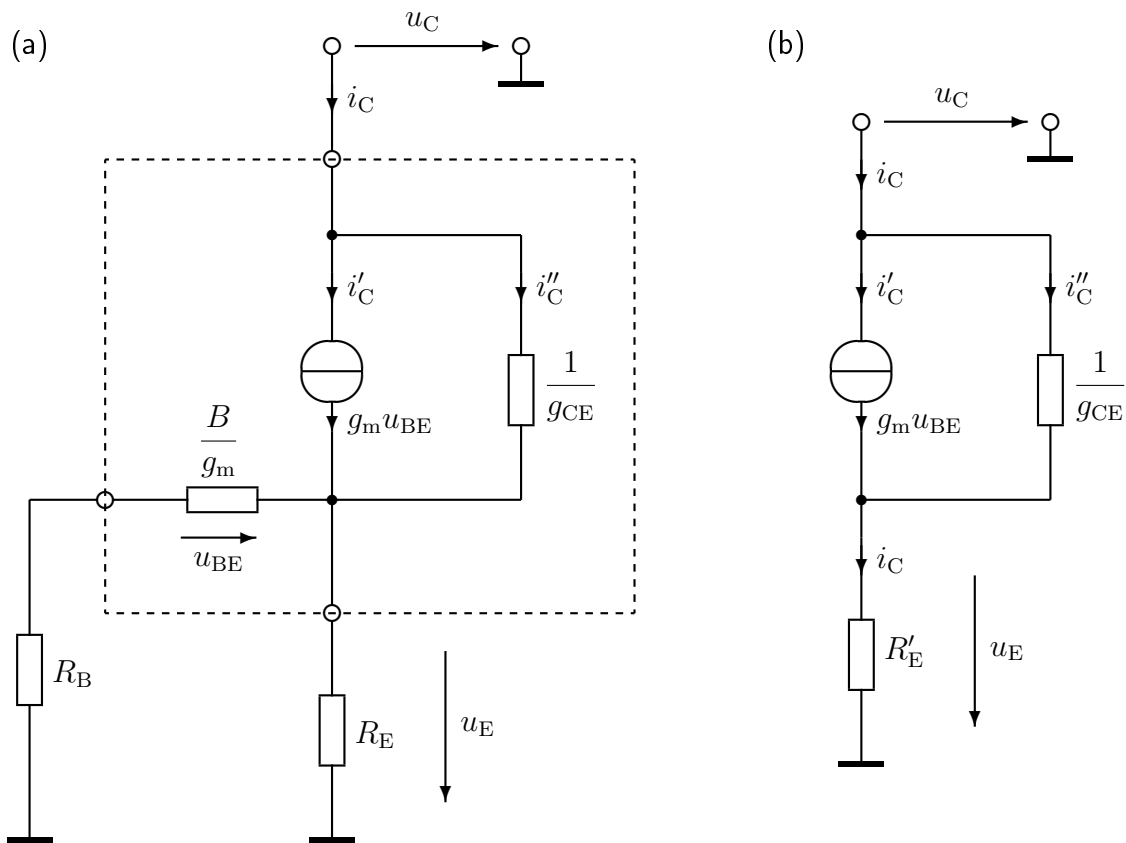 (a)
u_C
i_C
i′_C
i″_C
1/g_CE
g_m u_BE
B/g_m
u_BE
R_B
R_E
u_E
(b)
u_C
i_C
i′_C
i″_C
1/g_CE
g_m u_BE
i_C
R′_E
u_E